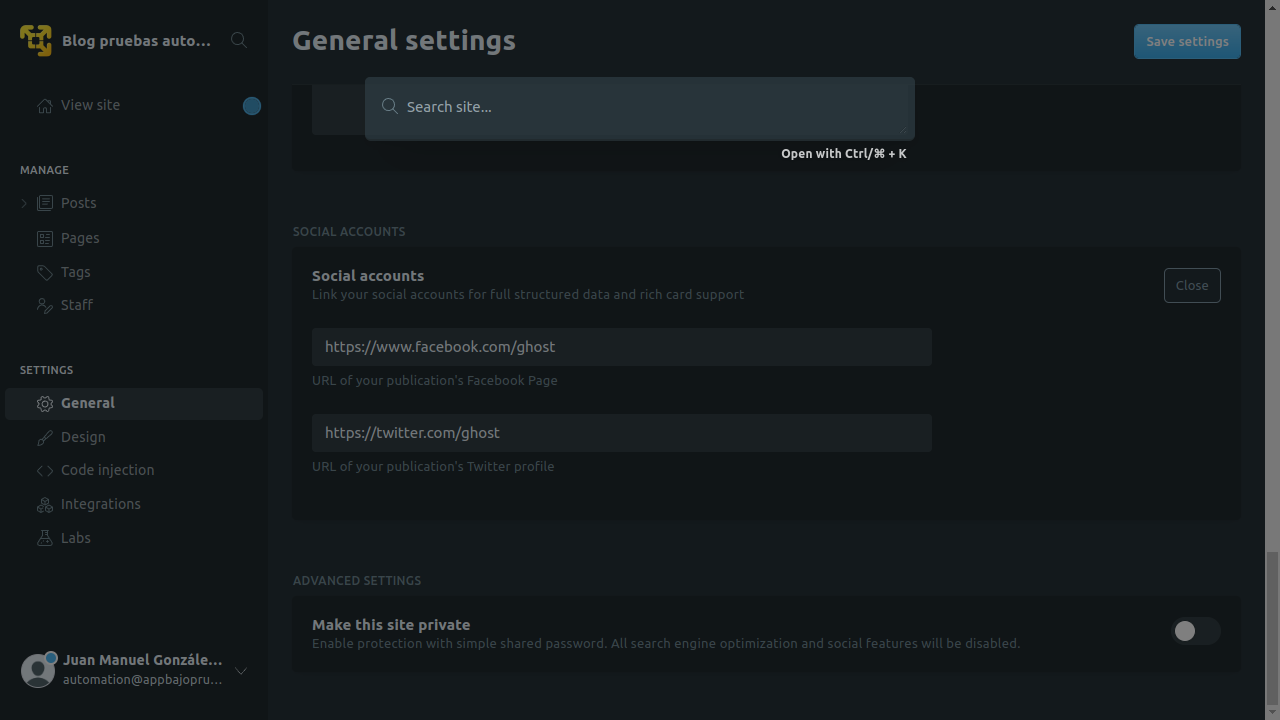 Blog pruebas auto...
General settings
Save settings
View site
Search site...
Open with Ctrl/⌘ + K
MANAGE
Posts
Pages
Tags
Staff
SETTINGS
General
Design
Code injection
Integrations
Labs
SOCIAL ACCOUNTS
Social accounts
Link your social accounts for full structured data and rich card support
Close
https://www.facebook.com/ghost
URL of your publication's Facebook Page
https://twitter.com/ghost
URL of your publication's Twitter profile
ADVANCED SETTINGS
Make this site private
Enable protection with simple shared password. All search engine optimization and social features will be disabled.
Juan Manuel Gonzále...
automation@appbajopru...